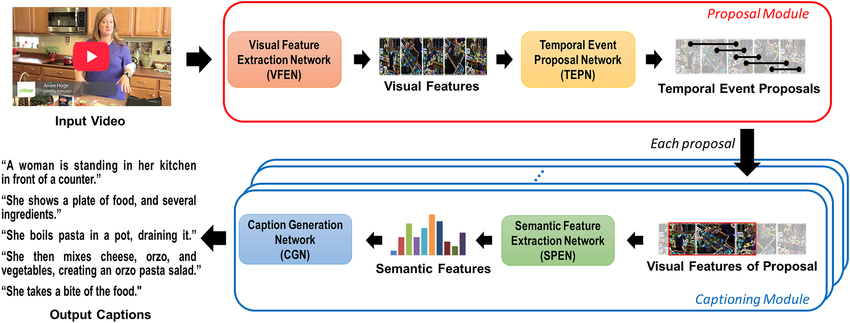 Proposal Module
Visual Feature
Extraction Network
(VFEN)
Visual Features
Temporal Event
Proposal Network
(TEPN)
Temporal Event Proposals
Input Video
Each proposal
"A woman is standing in her kitchen
in front of a counter."
"She shows a plate of food, and several
ingredients."
"She boils pasta in a pot, draining it."
"She then mixes cheese, orzo, and
vegetables, creating an orzo pasta salad."
"She takes a bite of the food."
Output Captions
Caption Generation
Network
(CGN)
Semantic Features
Semantic Feature
Extraction Network
(SPEN)
Visual Features of Proposal
Captioning Module